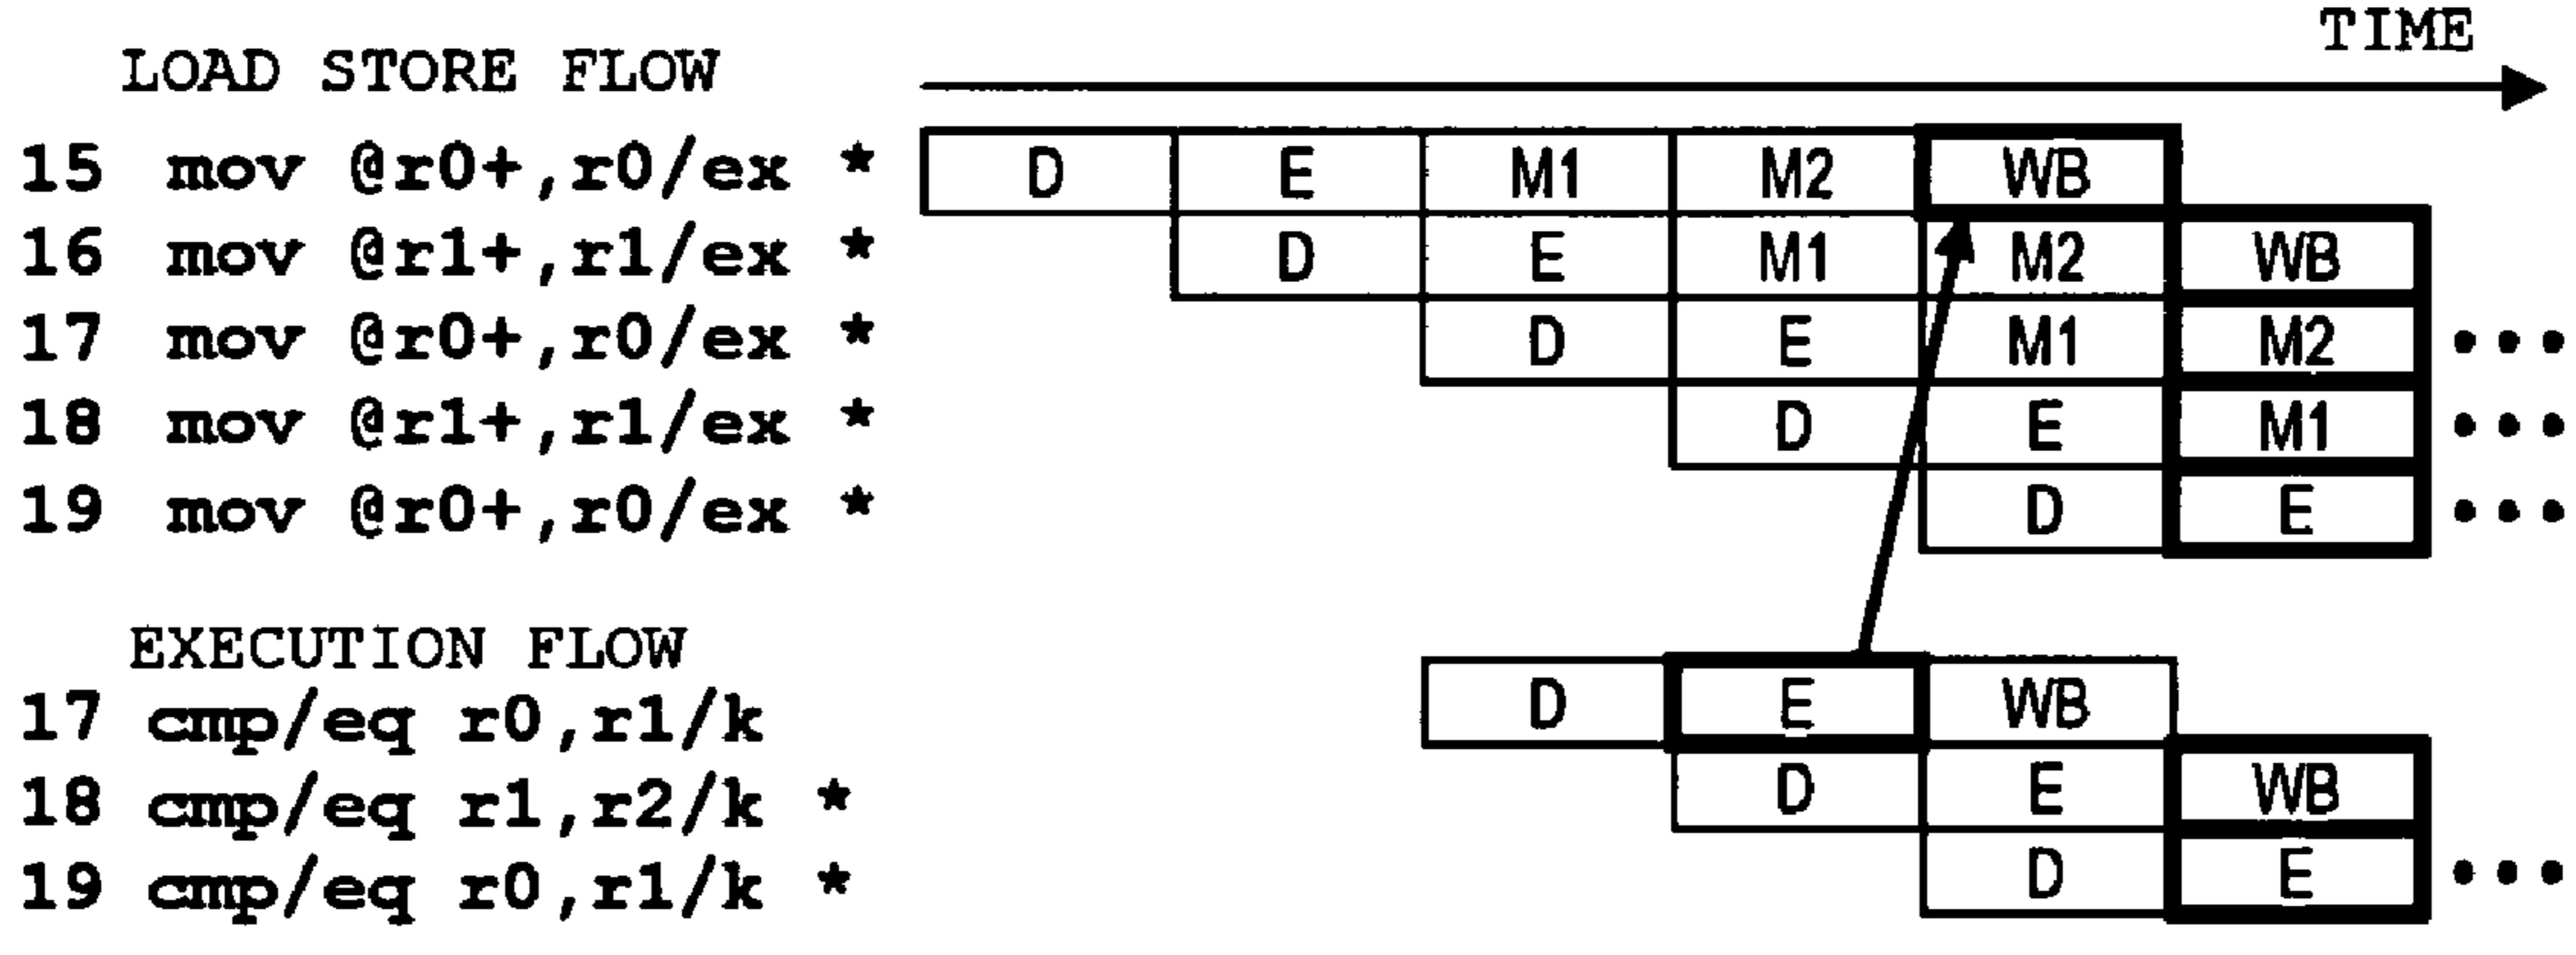 TIME
LOAD STORE FLOW
15 mov @r0+,r0/ex * D E M1 M2 WB
16 mov @r1+,r1/ex * D E M1 M2 WB
17 mov @r0+,r0/ex * D E M1 M2 •••
18 mov @r1+,r1/ex * D E M1 •••
19 mov @r0+,r0/ex * D E •••
EXECUTION FLOW
17 cmp/eq r0,r1/k D E WB
18 cmp/eq r1,r2/k * D E WB
19 cmp/eq r0,r1/k * D E •••